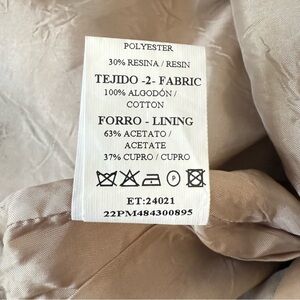 POLYESTER
30% RESINA / RESIN
TEJIDO -2- FABRIC
100% ALGODÓN /
COTTON
FORRO - LINING
63% ACETATO /
ACETATE
37% CUPRO / CUPRO
P
ET:24021
22PM484300895